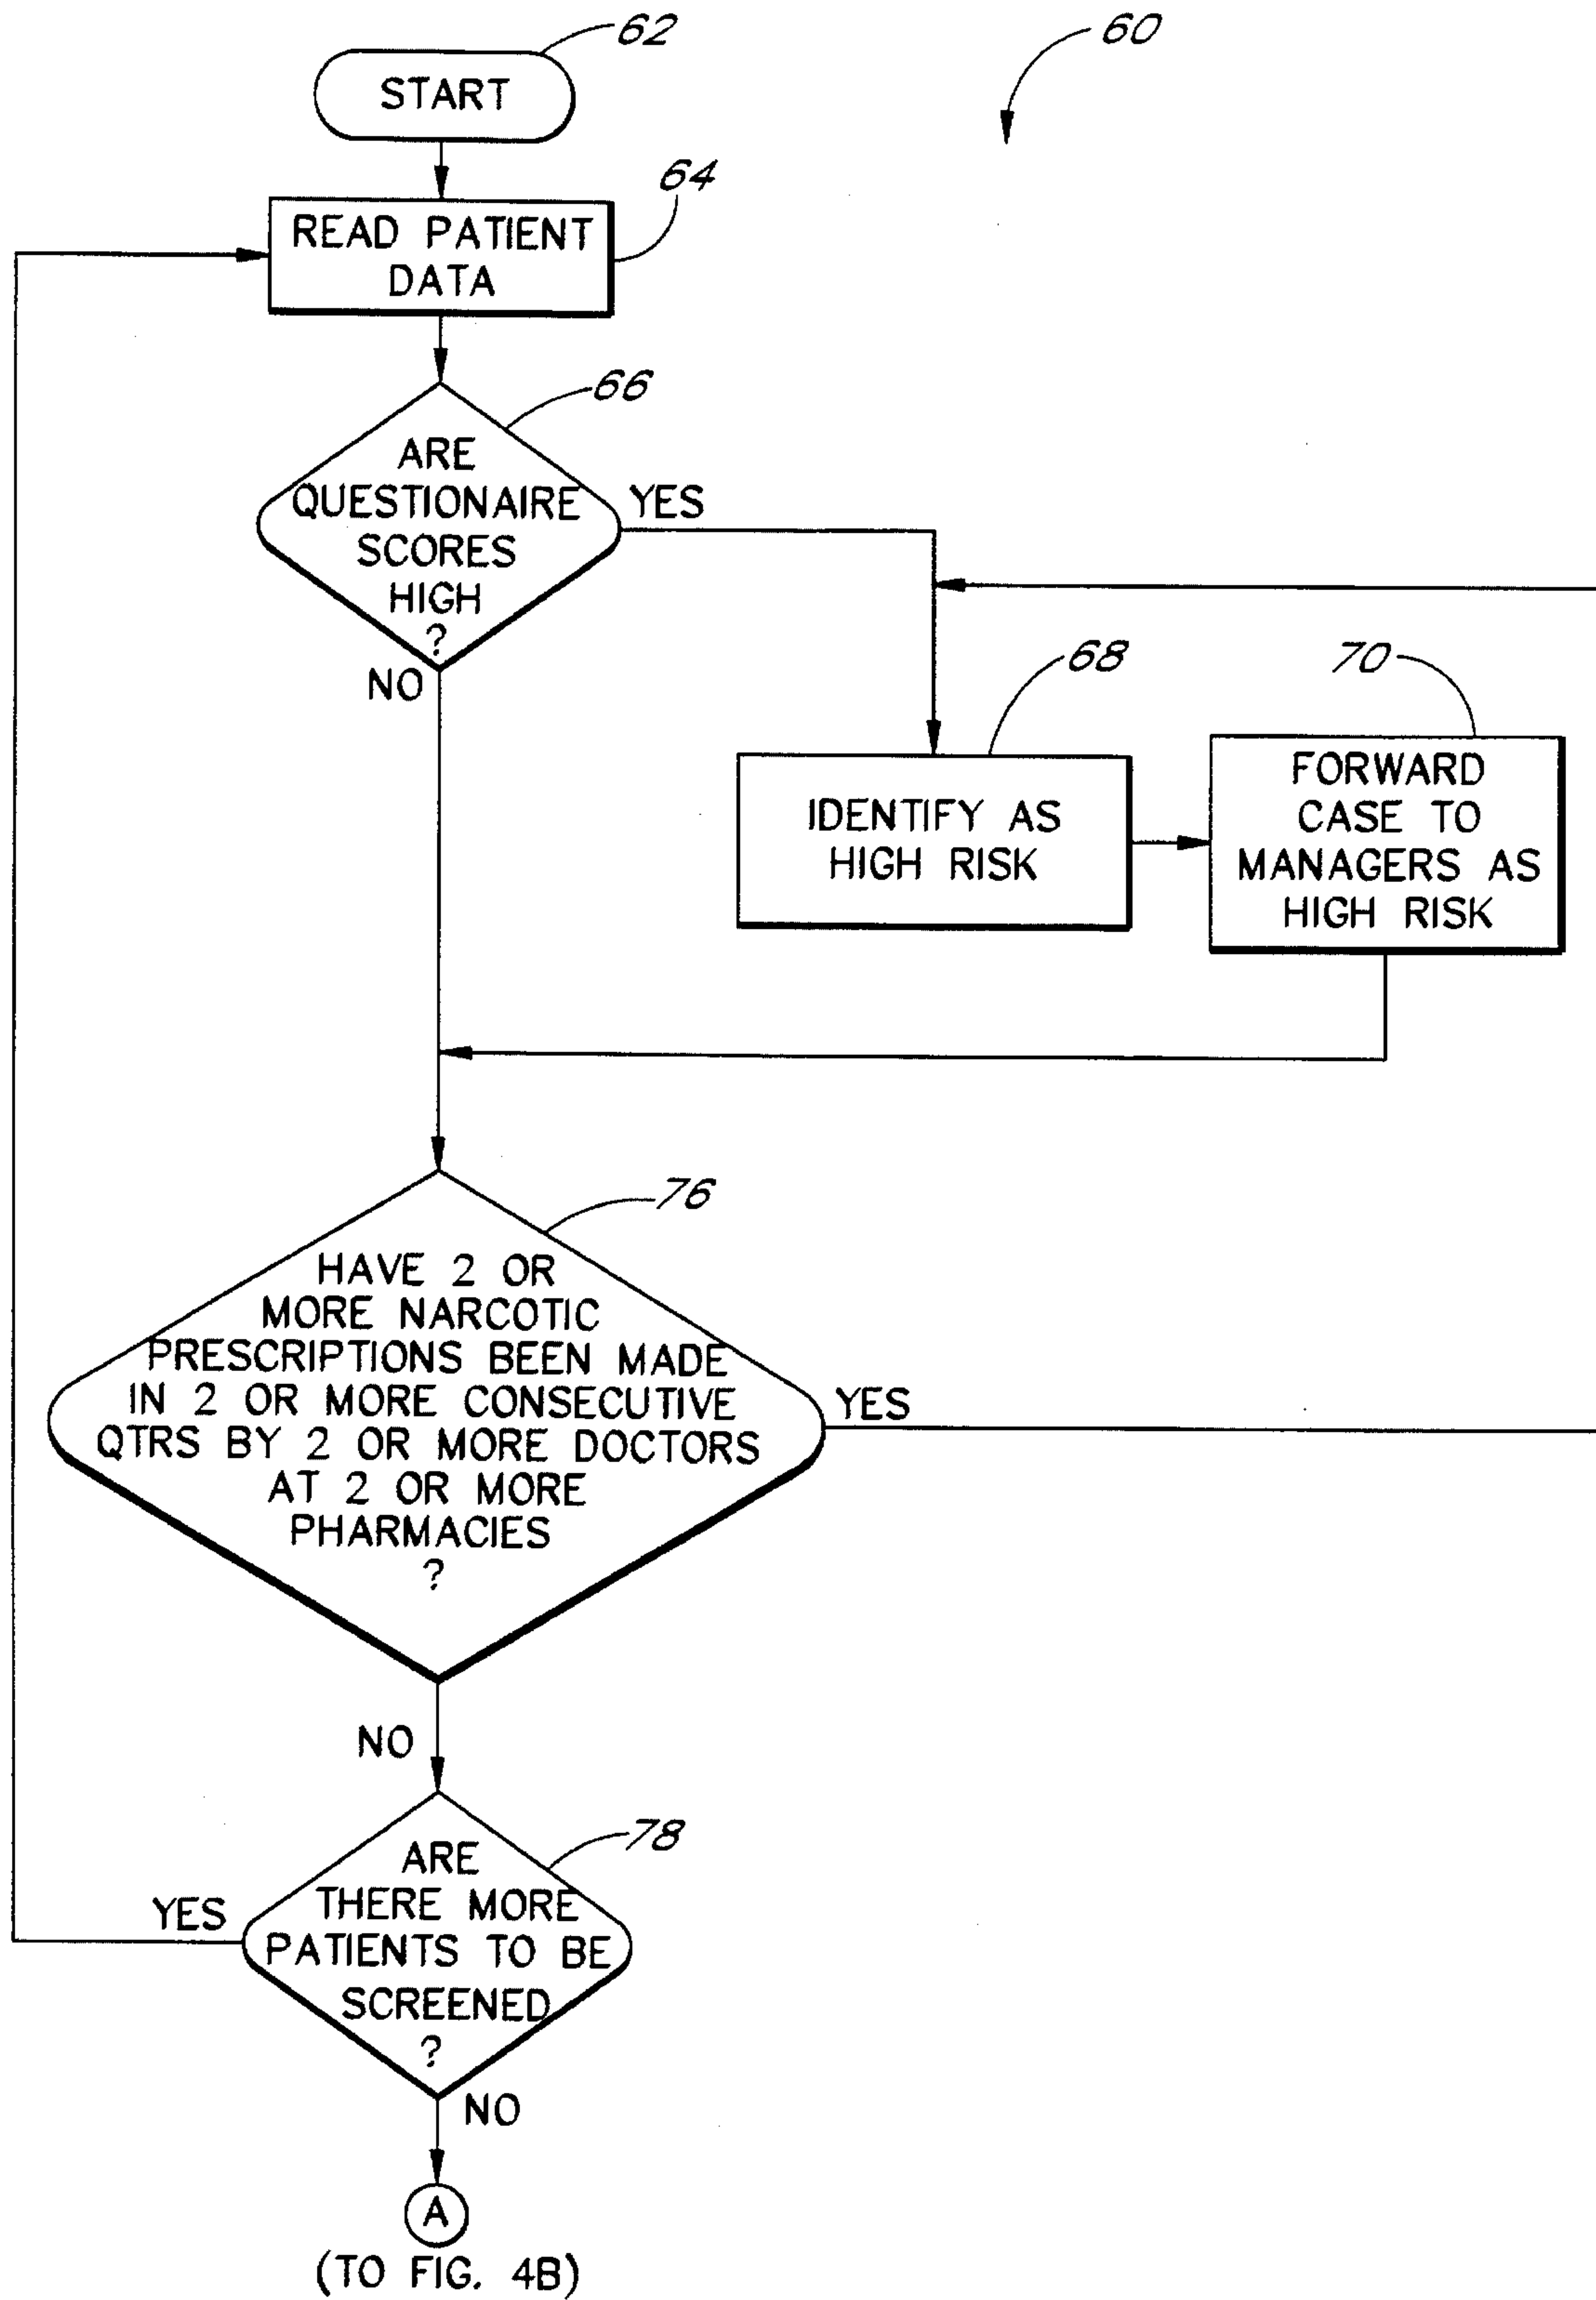 62
60
START
64
READ PATIENT
DATA
66
ARE
QUESTIONAIRE
SCORES
HIGH
?
YES
NO
68
70
IDENTIFY AS
HIGH RISK
FORWARD
CASE TO
MANAGERS AS
HIGH RISK
76
HAVE 2 OR
MORE NARCOTIC
PRESCRIPTIONS BEEN MADE
IN 2 OR MORE CONSECUTIVE
QTRS BY 2 OR MORE DOCTORS
AT 2 OR MORE
PHARMACIES
?
YES
NO
78
ARE
THERE MORE
PATIENTS TO BE
SCREENED
?
YES
NO
A
(TO FIG. 4B)